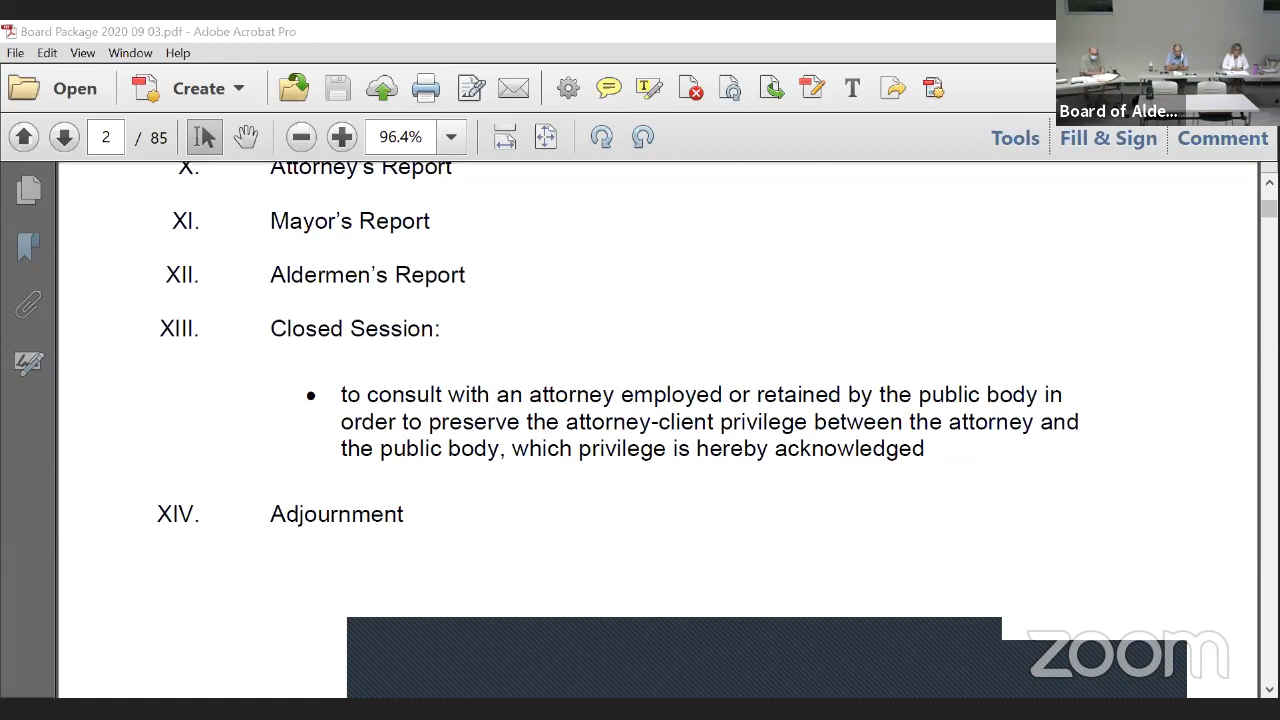 Board Package 2020 09 03.pdf - Adobe Acrobat Pro
File Edit View Window Help
Open Create
2 / 85 96.4% Tools Fill & Sign Comment
Board of Alde...
X. Attorney's Report
XI. Mayor's Report
XII. Aldermen's Report
XIII. Closed Session:
• to consult with an attorney employed or retained by the public body in
order to preserve the attorney-client privilege between the attorney and
the public body, which privilege is hereby acknowledged
XIV. Adjournment
zoom